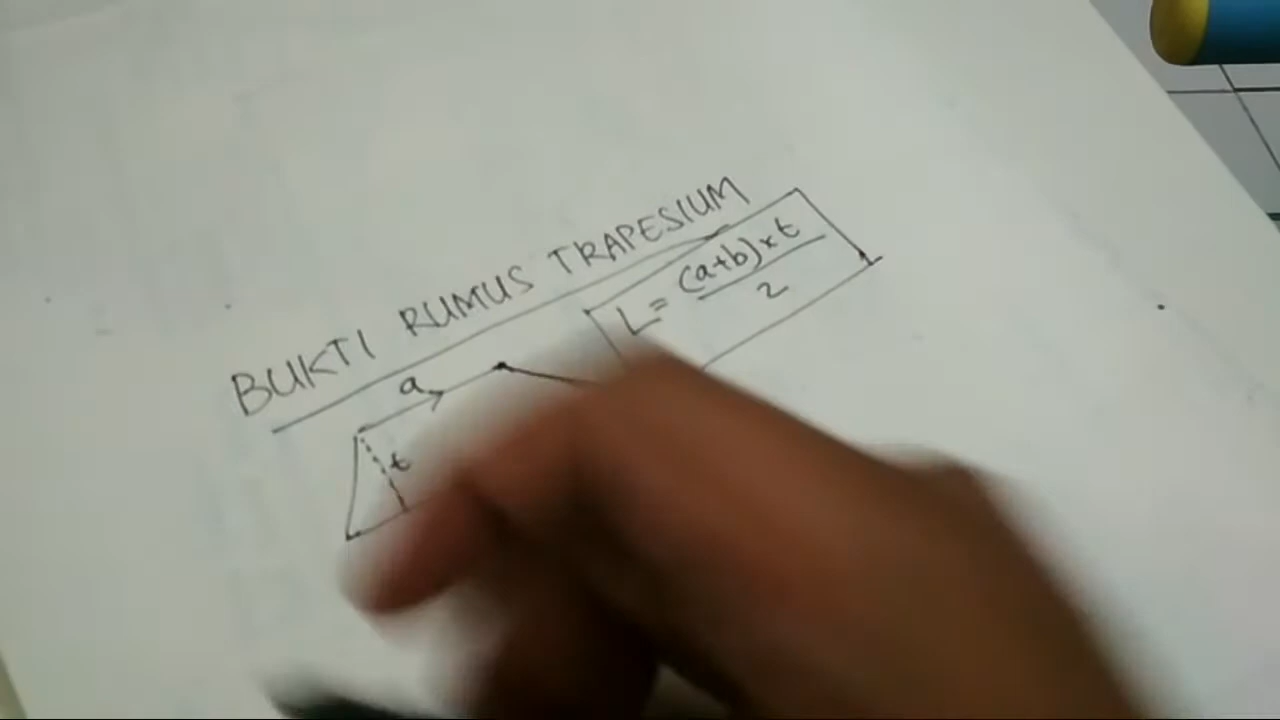 BUKTI RUMUS TRAPESIUM
L = (a+b) × t
2
a
t